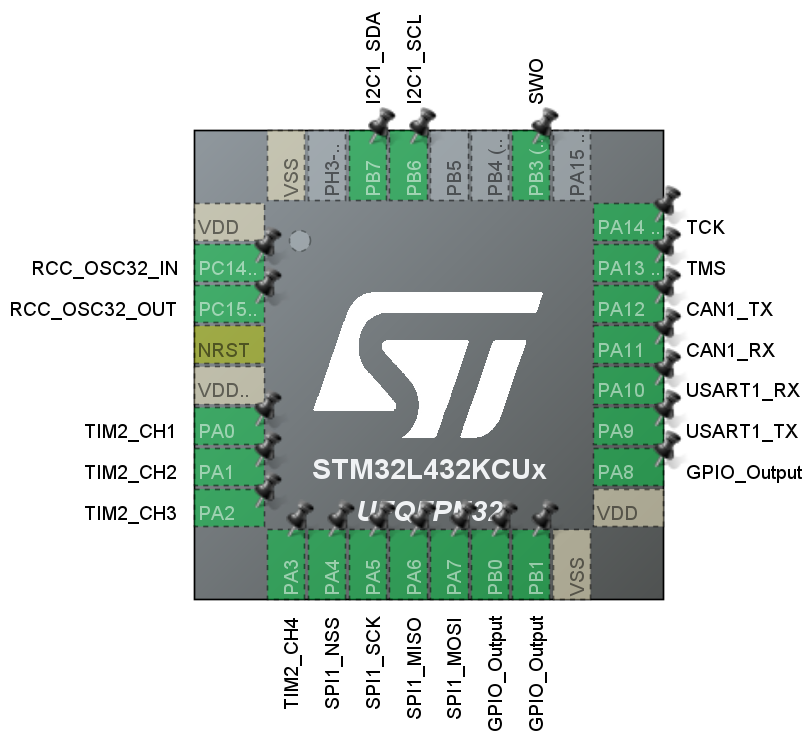 I2C1_SDA
I2C1_SCL
SWO
VSS
PH3-..
PB7
PB6
PB5
PB4 (..
PB3 (..
PA15 ..
VDD
RCC_OSC32_IN PC14..
RCC_OSC32_OUT PC15..
NRST
VDD..
TIM2_CH1 PA0
TIM2_CH2 PA1
TIM2_CH3 PA2
PA14 .. TCK
PA13 .. TMS
PA12 CAN1_TX
PA11 CAN1_RX
PA10 USART1_RX
PA9 USART1_TX
PA8 GPIO_Output
VDD
ST
STM32L432KCUx
UFQFPN32
PA3
PA4
PA5
PA6
PA7
PB0
PB1
VSS
TIM2_CH4
SPI1_NSS
SPI1_SCK
SPI1_MISO
SPI1_MOSI
GPIO_Output
GPIO_Output